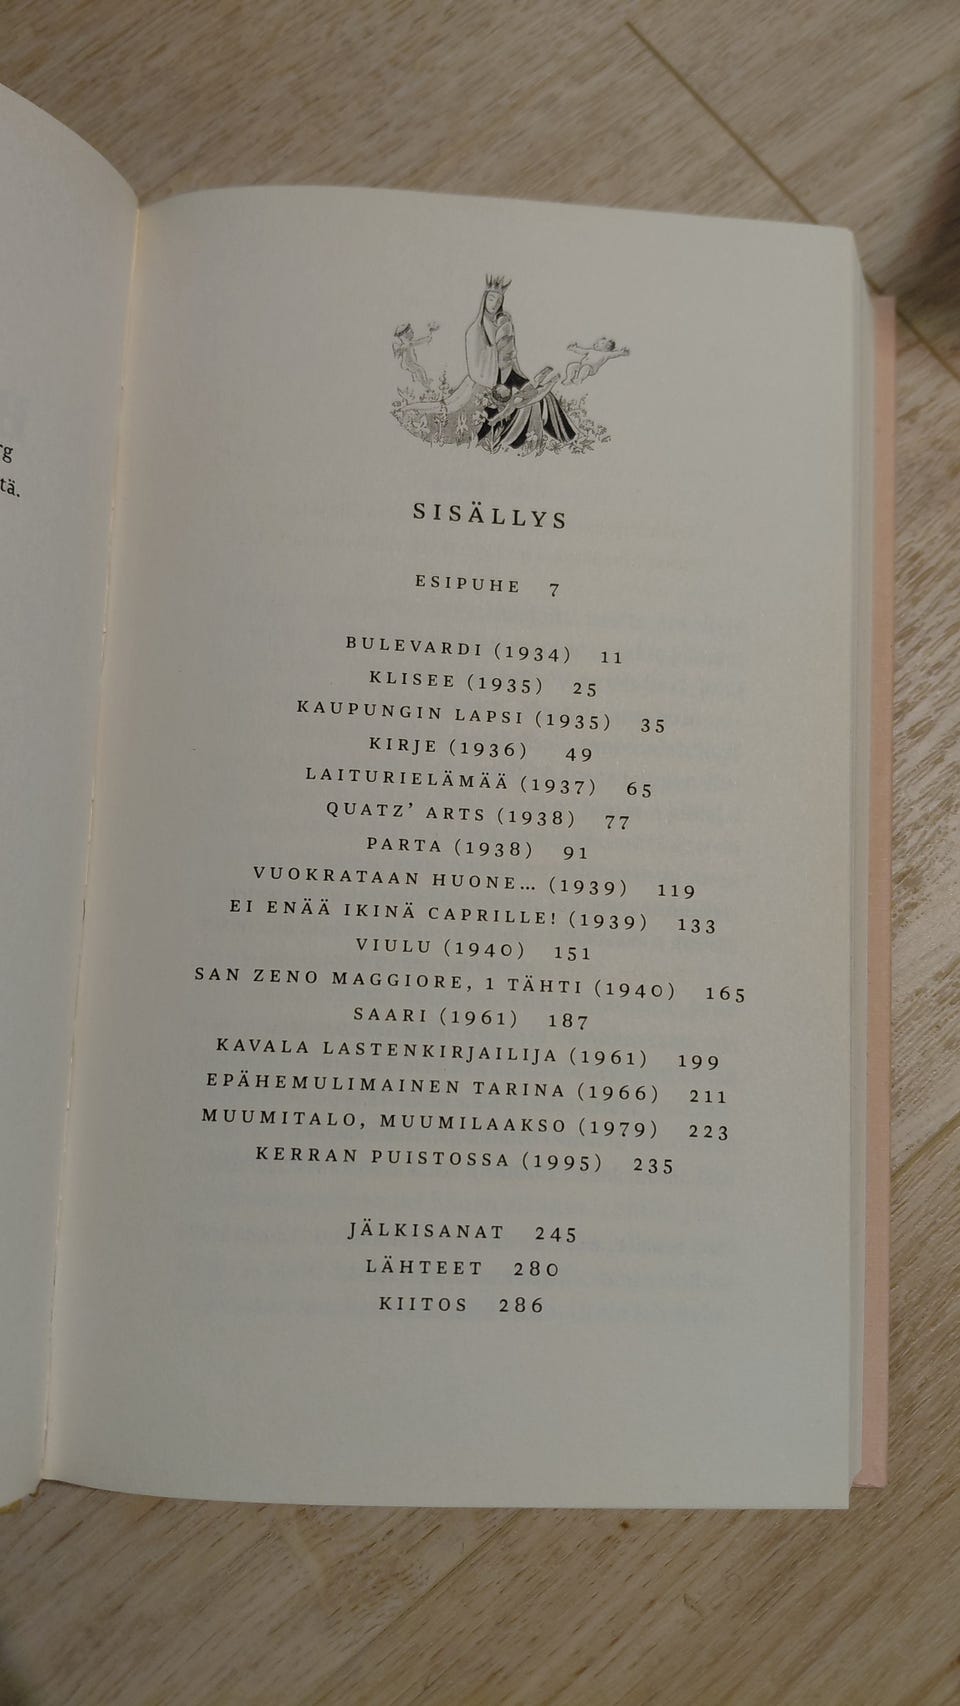 rg
tä.
SISÄLLYS
ESIPUHE 7
BULEVARDI (1934) 11
KLISEE (1935) 25
KAUPUNGIN LAPSI (1935) 35
KIRJE (1936) 49
LAITURIELÄMÄÄ (1937) 65
QUATZ’ ARTS (1938) 77
PARTA (1938) 91
VUOKRATAAN HUONE… (1939) 119
EI ENÄÄ IKINÄ CAPRILLE! (1939) 133
VIULU (1940) 151
SAN ZENO MAGGIORE, 1 TÄHTI (1940) 165
SAARI (1961) 187
KAVALA LASTENKIRJAILIJA (1961) 199
EPÄHEMULIMAINEN TARINA (1966) 211
MUUMITALO, MUUMILAAKSO (1979) 223
KERRAN PUISTOSSA (1995) 235
JÄLKISANAT 245
LÄHTEET 280
KIITOS 286